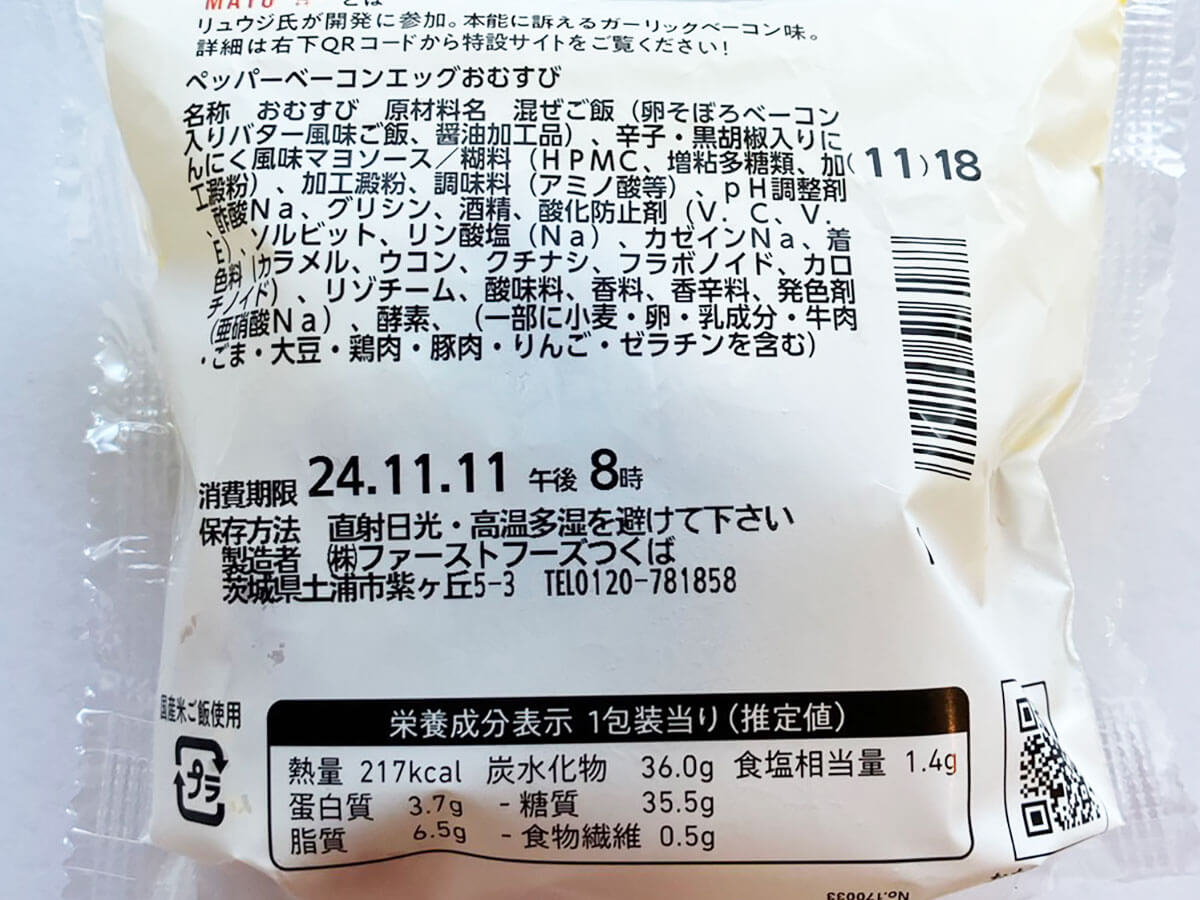 MAYO とは
リュウジ氏が開発に参加。本能に訴えるガーリックベーコン味。
詳細は右下QRコードから特設サイトをご覧ください!
ペッパーベーコンエッグおむすび
名称 おむすび 原材料名 混ぜご飯(卵そぼろベーコン
入りバター風味ご飯、醤油加工品)、辛子・黒胡椒入りに
んにく風味マヨソース/糊料(HPMC、増粘多糖類、加
工澱粉)、加工澱粉、調味料(アミノ酸等)、pH調整剤
、酢酸Na、グリシン、酒精、酸化防止剤(V.C、V.
E)、ソルビット、リン酸塩(Na)、カゼインNa、着
色料(カラメル、ウコン、クチナシ、フラボノイド、カロ
チノイド)、リゾチーム、酸味料、香料、香辛料、発色剤
(亜硝酸Na)、酵素、(一部に小麦・卵・乳成分・牛肉
・ごま・大豆・鶏肉・豚肉・りんご・ゼラチンを含む)
(11)18
消費期限 24.11.11 午後 8時
保存方法 直射日光・高温多湿を避けて下さい
製造者 ㈱ファーストフーズつくば
茨城県土浦市紫ヶ丘5-3 TEL0120-781858
国産米ご飯使用
プラ
栄養成分表示 1包装当り(推定値)
熱量 217kcal 炭水化物 36.0g 食塩相当量 1.4g
蛋白質 3.7g -糖質 35.5g
脂質 6.5g -食物繊維 0.5g
No.176633